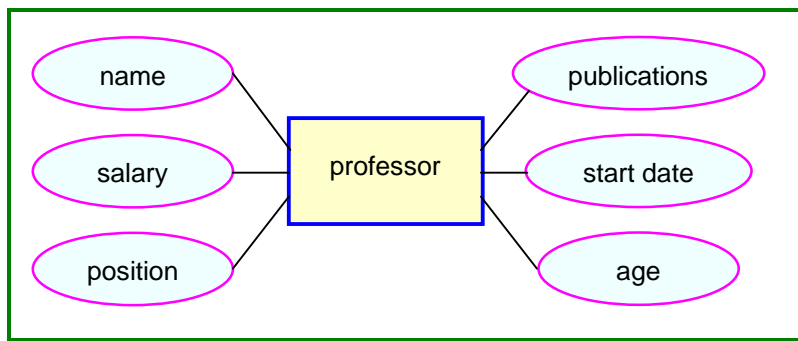 name
salary
position
professor
publications
start date
age